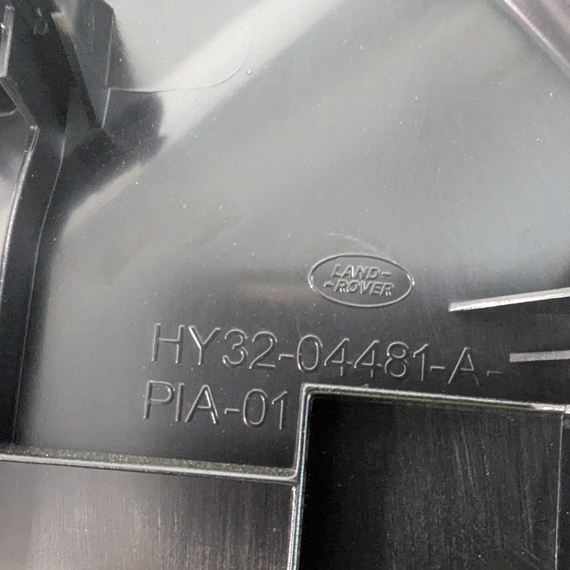 LAND-
-ROVER
HY32-04481-A-
PIA-01